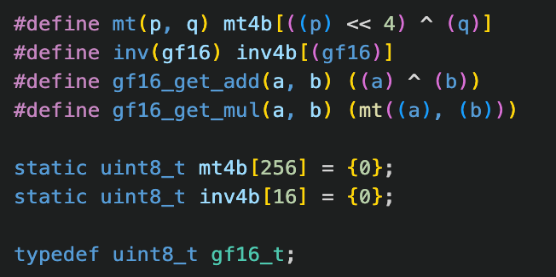 #define mt(p, q) mt4b[((p) << 4) ^ (q)]
#define inv(gf16) inv4b[(gf16)]
#define gf16_get_add(a, b) ((a) ^ (b))
#define gf16_get_mul(a, b) (mt((a), (b)))
static uint8_t mt4b[256] = {0};
static uint8_t inv4b[16] = {0};
typedef uint8_t gf16_t;